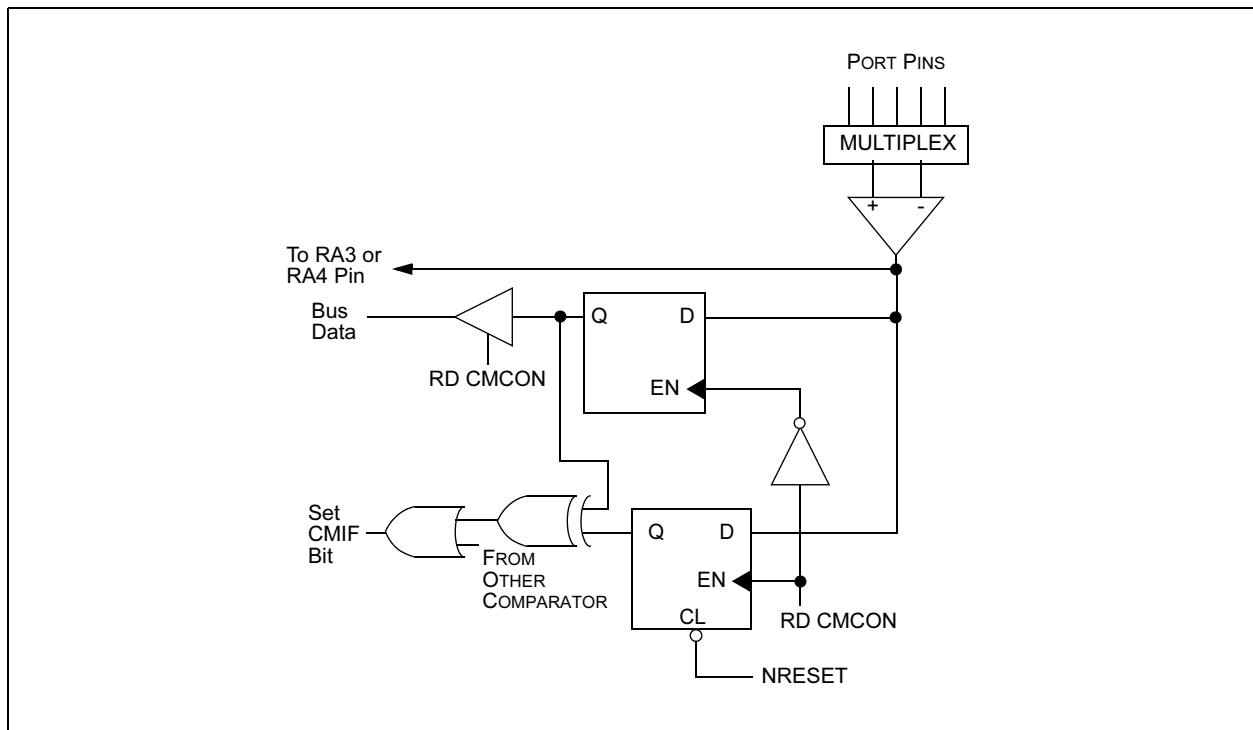 PORT PINS
MULTIPLEX
+ -
To RA3 or
RA4 Pin
Bus
Data
Q D
RD CMCON
EN
Set
CMIF
Bit
Q D
FROM
OTHER
COMPARATOR
EN
CL
RD CMCON
NRESET